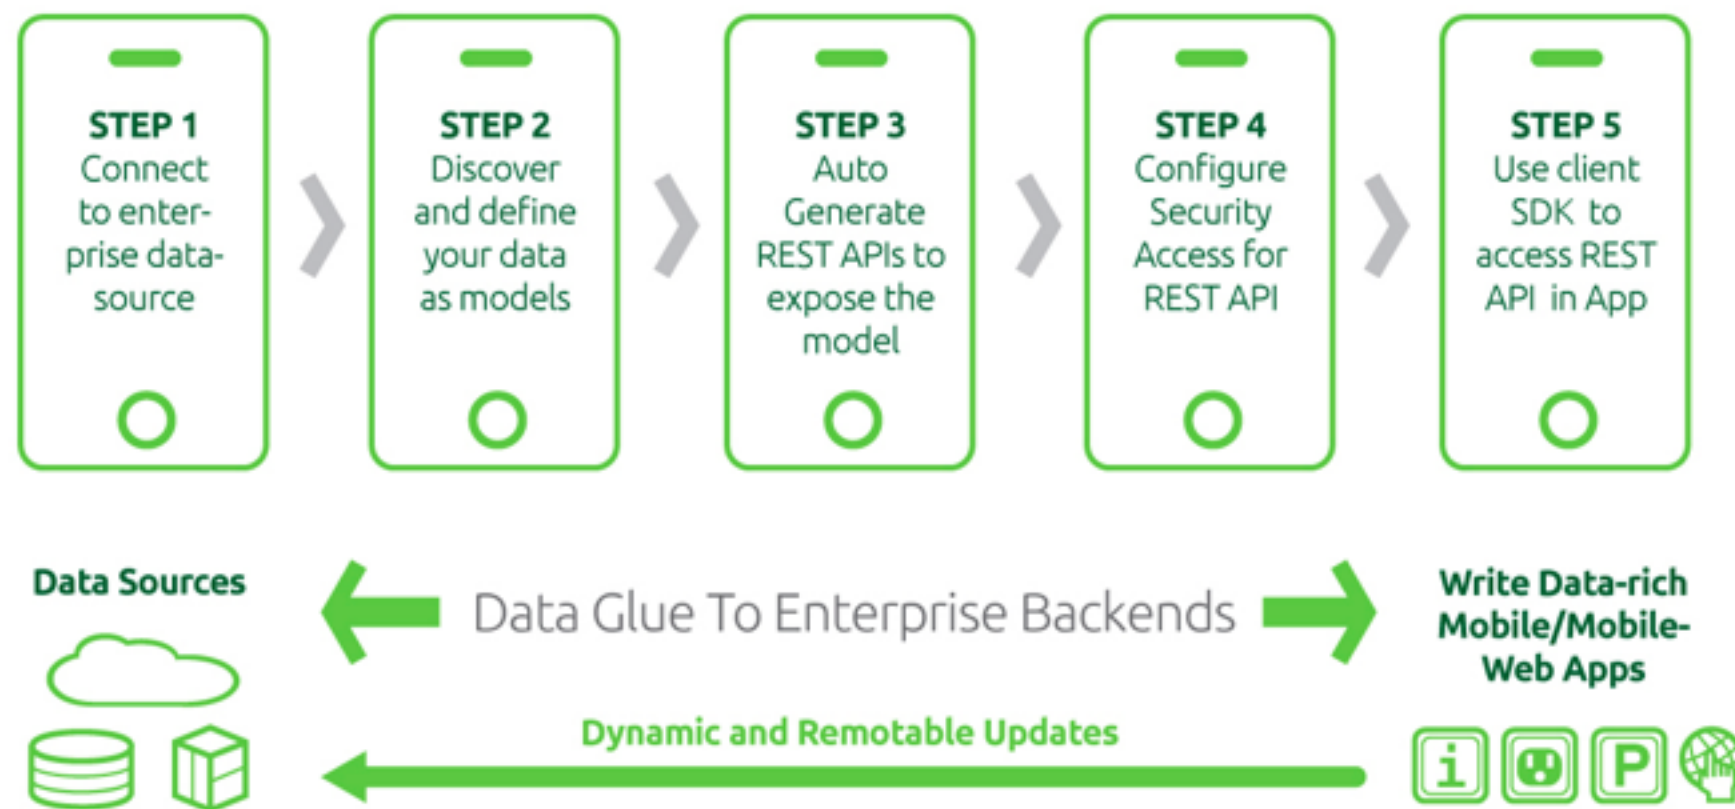 STEP 1
Connect
to enter-
prise data-
source
STEP 2
Discover
and define
your data
as models
STEP 3
Auto
Generate
REST APIs to
expose the
model
STEP 4
Configure
Security
Access for
REST API
STEP 5
Use client
SDK to
access REST
API in App
Data Sources
Data Glue To Enterprise Backends
Write Data-rich
Mobile/Mobile-
Web Apps
Dynamic and Remotable Updates
i
P